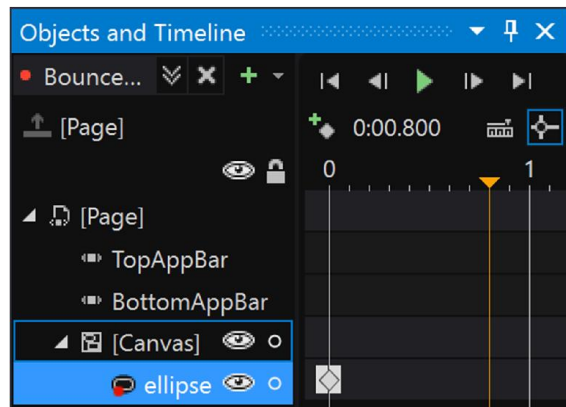 Objects and Timeline
Bounce...
[Page]
0:00.800
0 1
[Page]
TopAppBar
BottomAppBar
[Canvas]
ellipse